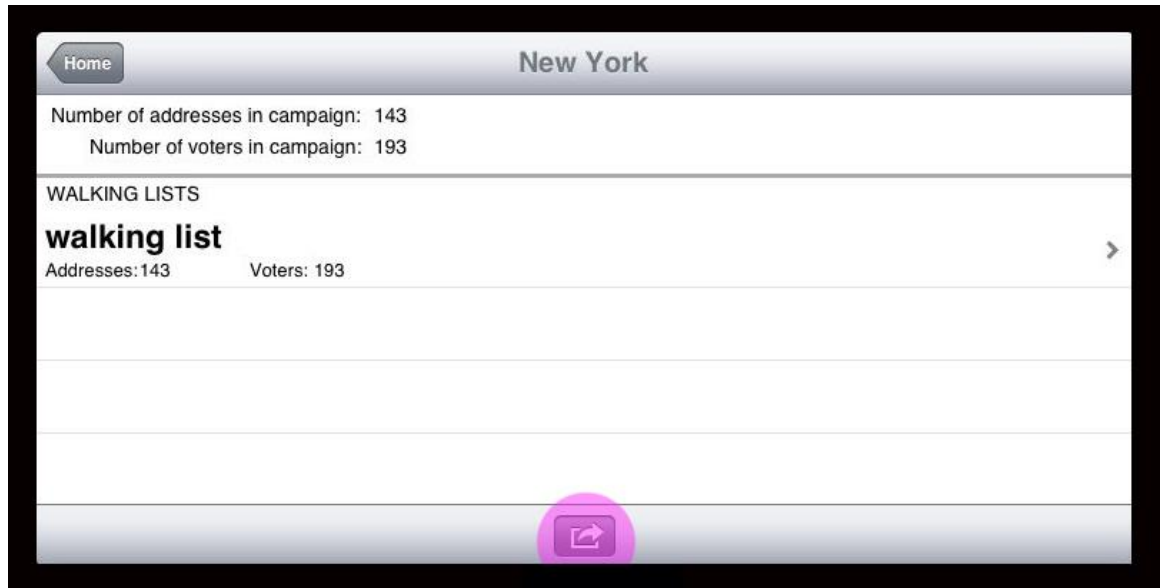 Home
New York
Number of addresses in campaign: 143
Number of voters in campaign: 193
WALKING LISTS
walking list
Addresses:143 Voters: 193